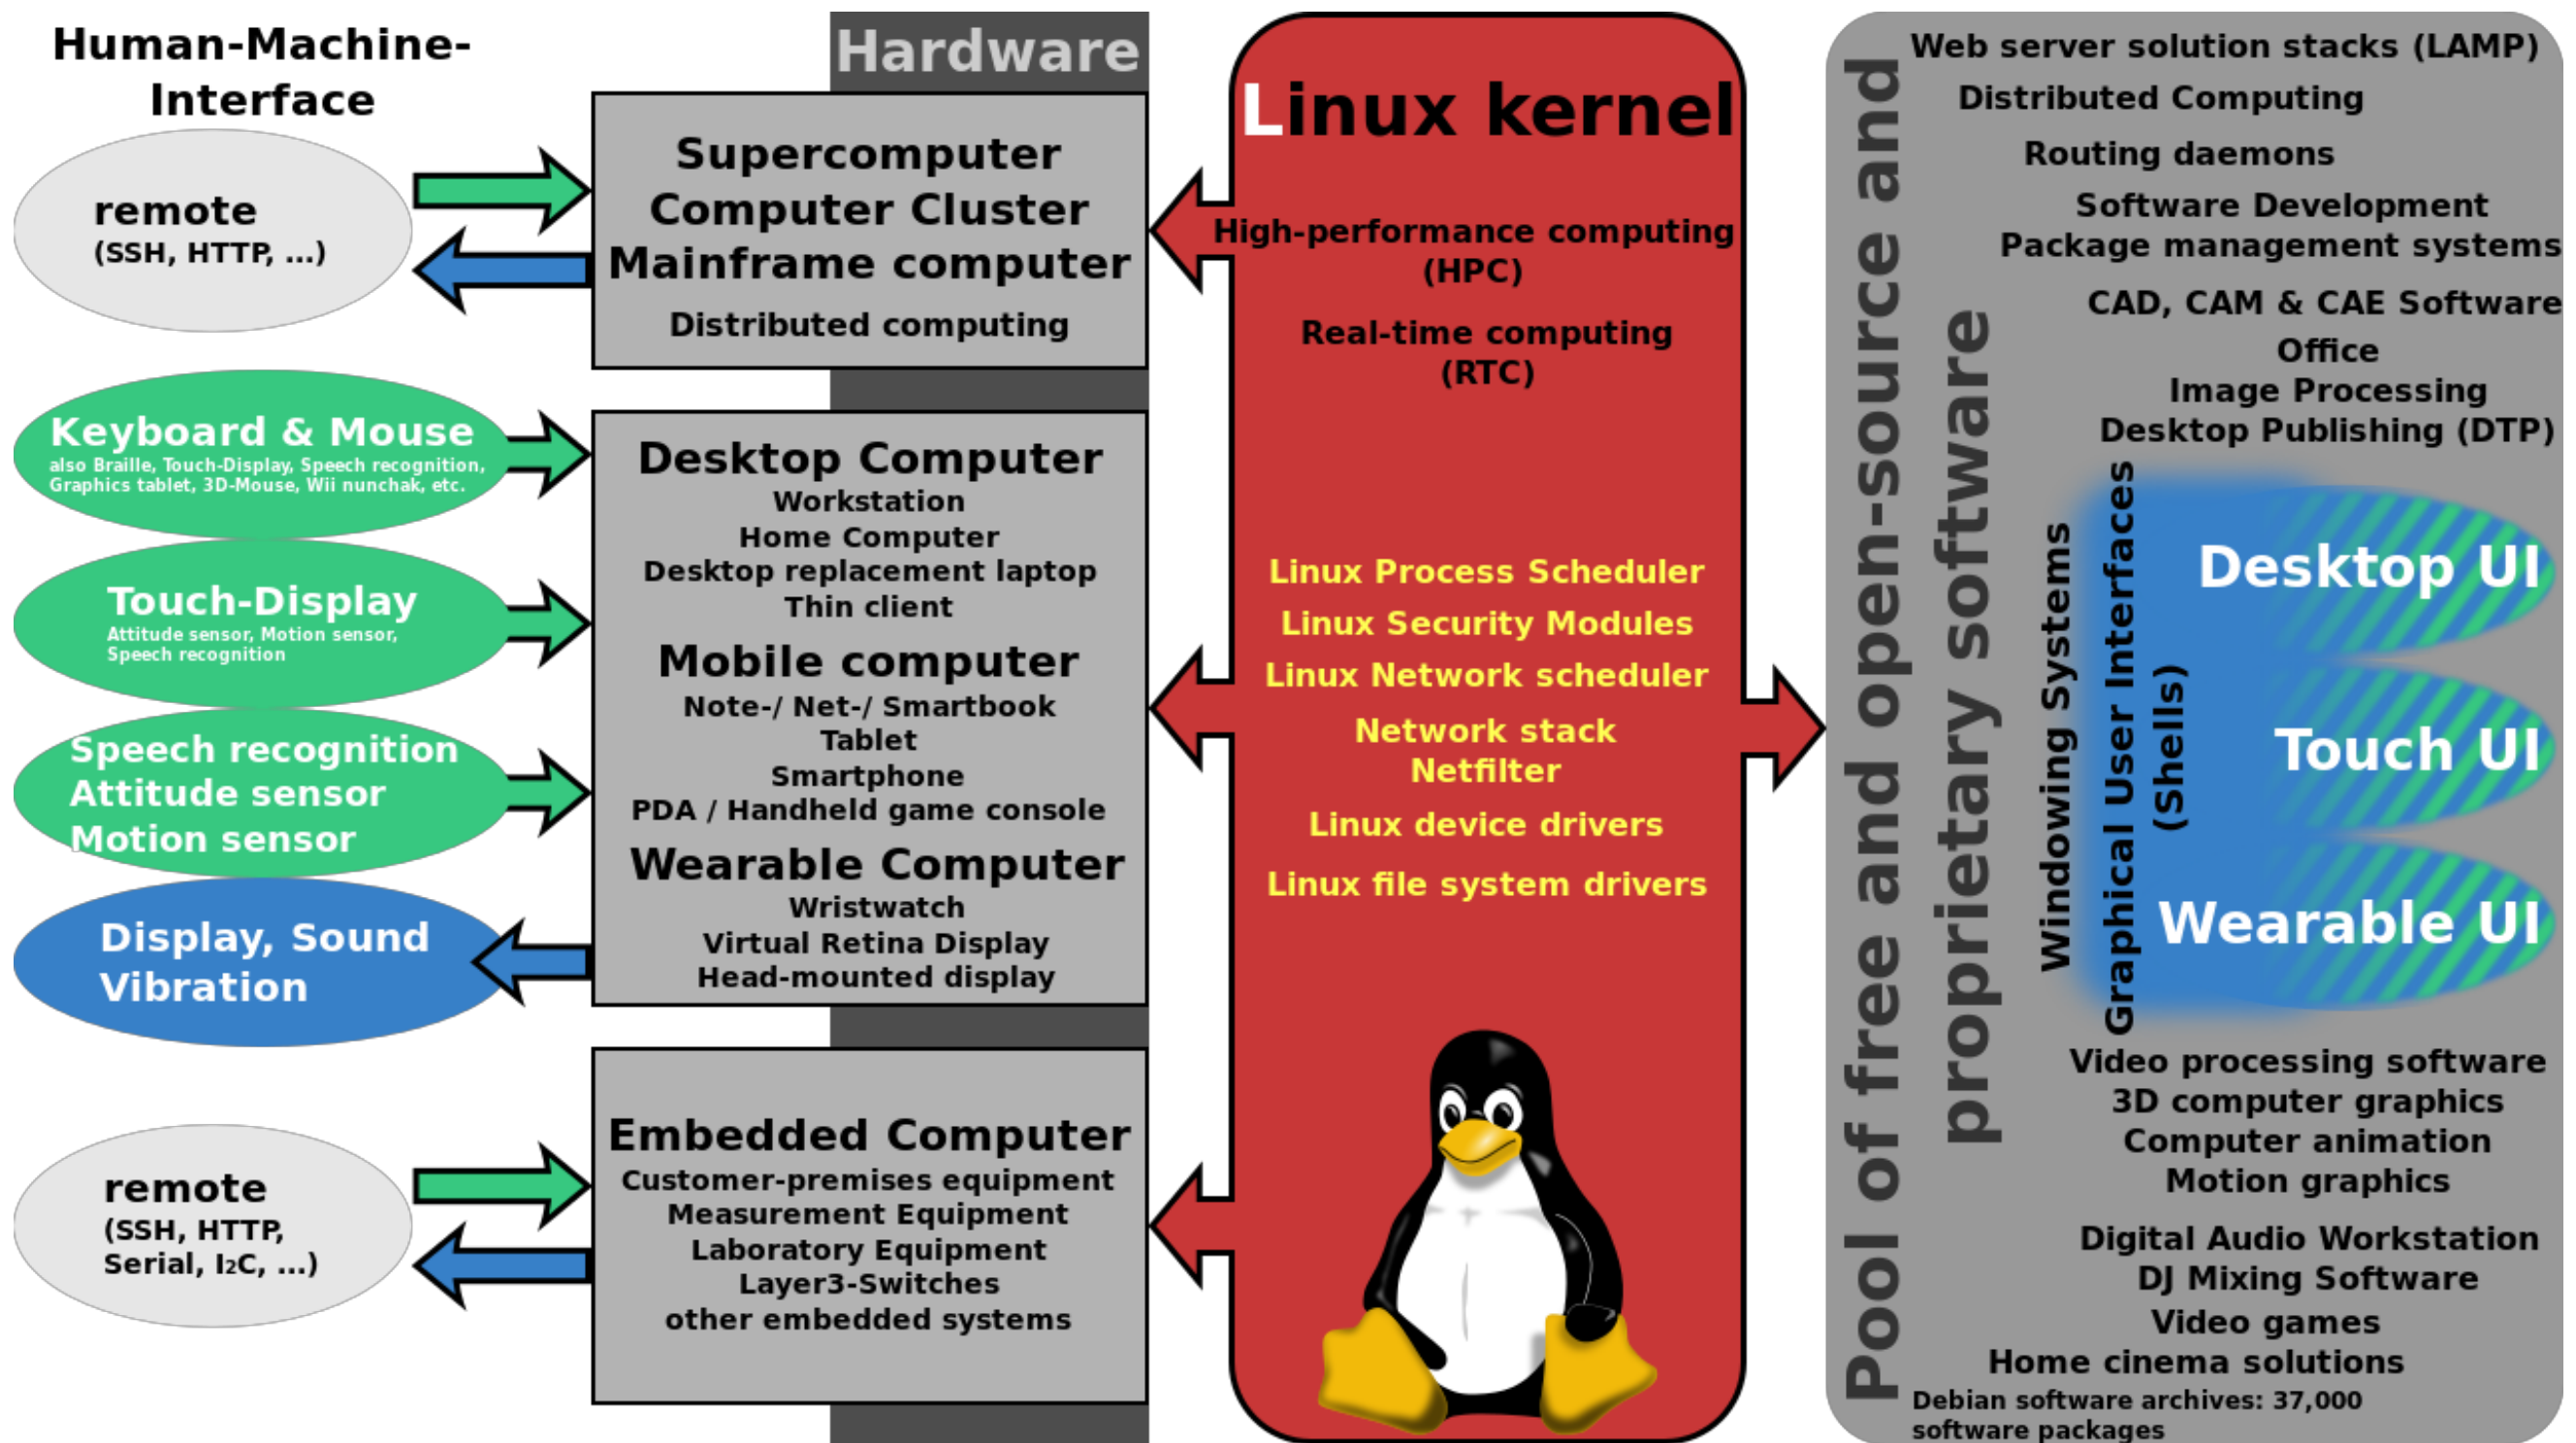 Human-Machine-
Interface
remote
(SSH, HTTP, ...)
Keyboard & Mouse
also Braille, Touch-Display, Speech recognition,
Graphics tablet, 3D-Mouse, Wii nunchak, etc.
Touch-Display
Attitude sensor, Motion sensor,
Speech recognition
Speech recognition
Attitude sensor
Motion sensor
Display, Sound
Vibration
remote
(SSH, HTTP,
Serial, I2C, ...)
Hardware
Supercomputer
Computer Cluster
Mainframe computer
Distributed computing
Desktop Computer
Workstation
Home Computer
Desktop replacement laptop
Thin client
Mobile computer
Note-/ Net-/ Smartbook
Tablet
Smartphone
PDA / Handheld game console
Wearable Computer
Wristwatch
Virtual Retina Display
Head-mounted display
Embedded Computer
Customer-premises equipment
Measurement Equipment
Laboratory Equipment
Layer3-Switches
other embedded systems
Linux kernel
High-performance computing
(HPC)
Real-time computing
(RTC)
Linux Process Scheduler
Linux Security Modules
Linux Network scheduler
Network stack
Netfilter
Linux device drivers
Linux file system drivers
Pool of free and open-source and
proprietary software
Web server solution stacks (LAMP)
Distributed Computing
Routing daemons
Software Development
Package management systems
CAD, CAM & CAE Software
Office
Image Processing
Desktop Publishing (DTP)
Windowing Systems
Graphical User Interfaces
(Shells)
Desktop UI
Touch UI
Wearable UI
Video processing software
3D computer graphics
Computer animation
Motion graphics
Digital Audio Workstation
DJ Mixing Software
Video games
Home cinema solutions
Debian software archives: 37,000
software packages